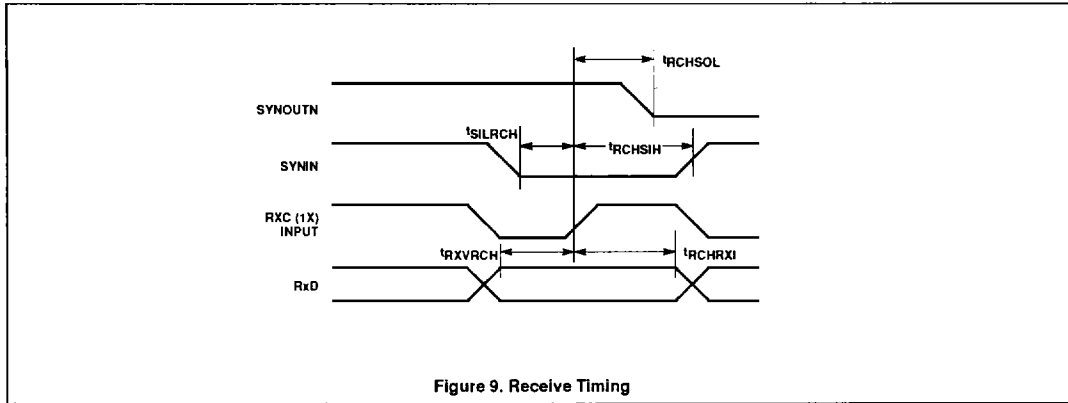 tRCHSOL
SYNOUTN
tSILRCH
tRCHSIH
SYNIN
RXC (1X)
INPUT
tRXVRCH
tRCHRXI
RxD
Figure 9. Receive Timing